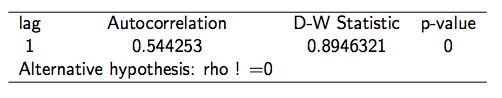 lag Autocorrelation D-W Statistic p-value
1 0.544253 0.8946321 0
Alternative hypothesis: rho ! =0